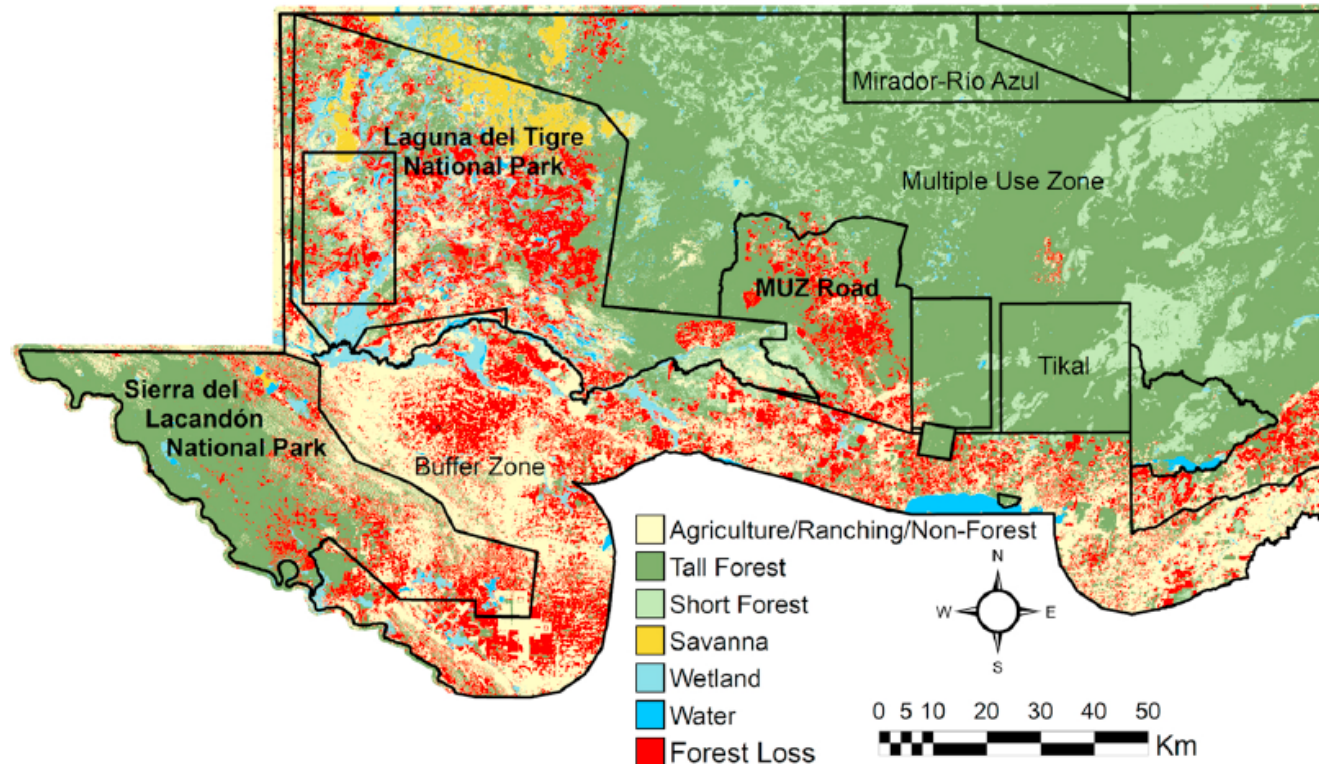 Mirador-Río Azul
Laguna del Tigre
National Park
Multiple Use Zone
MUZ Road
Tikal
Sierra del
Lacandón
National Park
Buffer Zone
Agriculture/Ranching/Non-Forest
Tall Forest
Short Forest
Savanna
Wetland
Water
Forest Loss
N
W E
S
0 5 10 20 30 40 50
Km